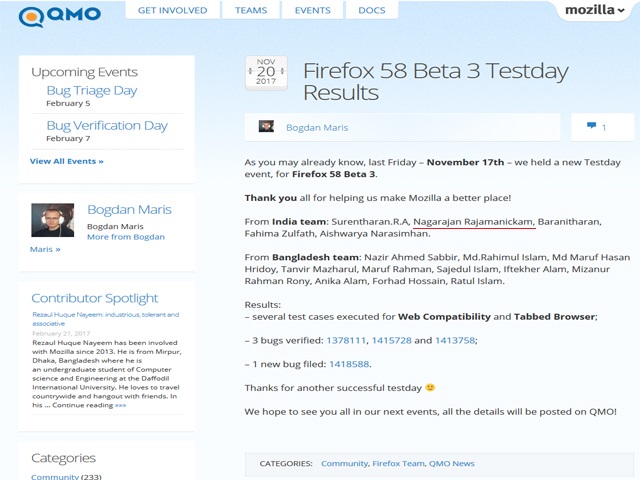 QMO
GET INVOLVED
TEAMS
EVENTS
DOCS
mozilla
Upcoming Events
Bug Triage Day
February 5
Bug Verification Day
February 7
View All Events »
Bogdan Maris
Bogdan Maris
More from Bogdan
Maris »
Contributor Spotlight
Rezaul Huque Nayeem: industrious, tolerant and
associative
February 21, 2017
Rezaul Huque Nayeem has been involved
with Mozilla since 2013. He is from Mirpur,
Dhaka, Bangladesh where he is
an undergraduate student of Computer
science and Engineering at the Daffodil
International University. He loves to travel
countrywide and hangout with friends. In
his … Continue reading »»»
Categories
Community (233)
NOV
20
2017
Firefox 58 Beta 3 Testday
Results
Bogdan Maris
1
As you may already know, last Friday – November 17th – we held a new Testday
event, for Firefox 58 Beta 3.
Thank you all for helping us make Mozilla a better place!
From India team: Surentharan.R.A, Nagarajan Rajamanickam, Baranitharan,
Fahima Zulfath, Aishwarya Narasimhan.
From Bangladesh team: Nazir Ahmed Sabbir, Md.Rahimul Islam, Md Maruf Hasan
Hridoy, Tanvir Mazharul, Maruf Rahman, Sajedul Islam, Iftekher Alam, Mizanur
Rahman Rony, Anika Alam, Forhad Hossain, Ratul Islam.
Results:
– several test cases executed for Web Compatibility and Tabbed Browser;
– 3 bugs verified: 1378111, 1415728 and 1413758;
– 1 new bug filed: 1418588.
Thanks for another successful testday 🙂
We hope to see you all in our next events, all the details will be posted on QMO!
CATEGORIES: Community, Firefox Team, QMO News